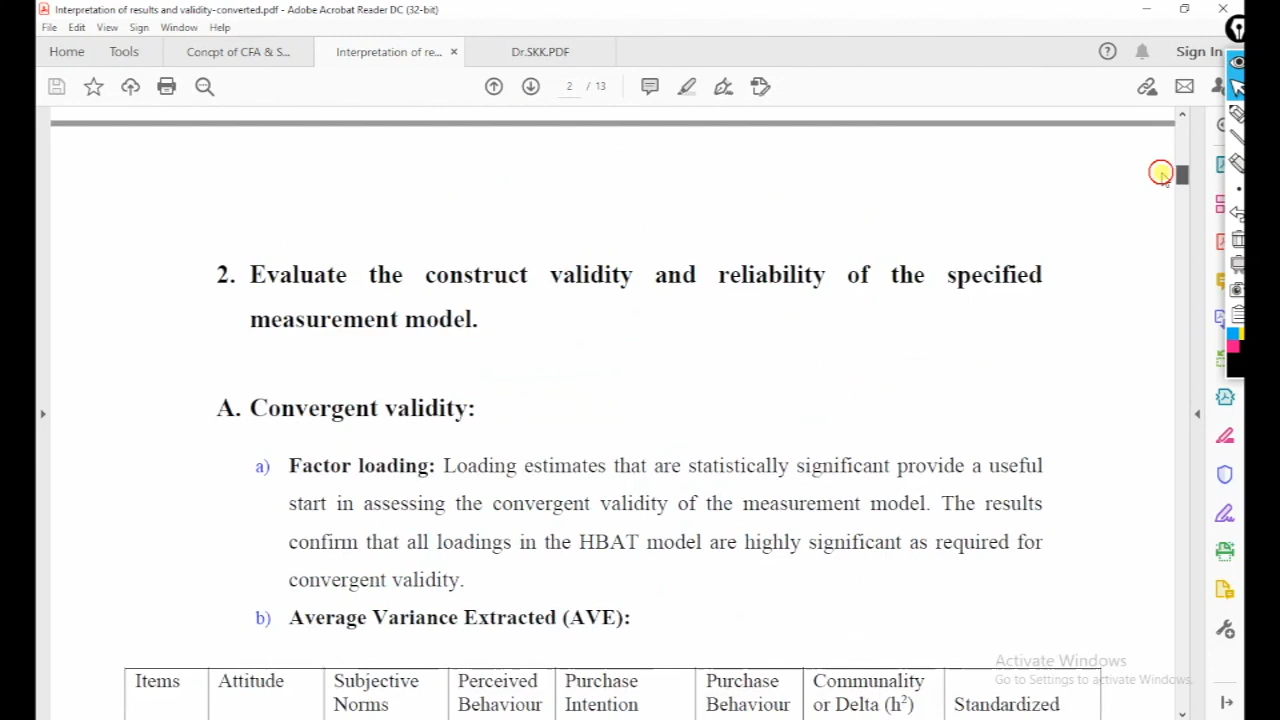 Interpretation of results and validity-converted.pdf - Adobe Acrobat Reader DC (32-bit)
File Edit View Sign Window Help
Home Tools Concpt of CFA & S... Interpretation of re... × Dr.SKK.PDF Sign In
2 / 13
2. Evaluate the construct validity and reliability of the specified
measurement model.
A. Convergent validity:
a) Factor loading: Loading estimates that are statistically significant provide a useful
start in assessing the convergent validity of the measurement model. The results
confirm that all loadings in the HBAT model are highly significant as required for
convergent validity.
b) Average Variance Extracted (AVE):
Items Attitude Subjective Perceived Purchase Purchase Communality
Norms Behaviour Intention Behaviour or Delta (h²) Standardized
Activate Windows
Go to Settings to activate Windows.